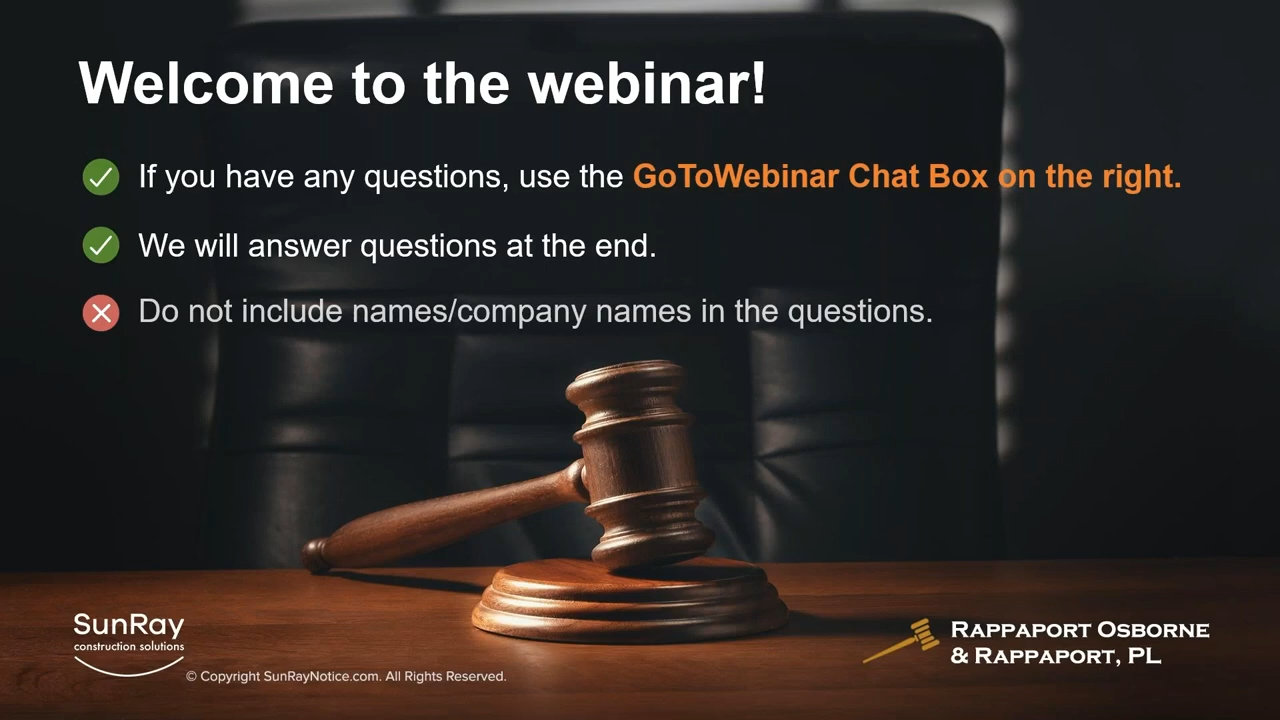 Welcome to the webinar!
If you have any questions, use the GoToWebinar Chat Box on the right.
We will answer questions at the end.
Do not include names/company names in the questions.
SunRay
construction solutions
© Copyright SunRayNotice.com. All Rights Reserved.
RAPPAPORT OSBORNE
& RAPPAPORT, PL